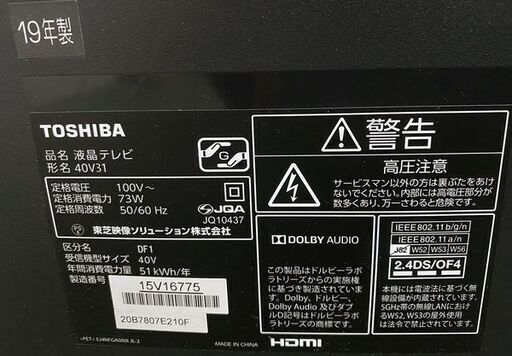 19年製
TOSHIBA
品名 液晶テレビ
形名 40V31
G
定格電圧 100V~
定格消費電力 73W
定格周波数 50/60 Hz
JQA
JQ10437
東芝映像ソリューション株式会社
区分名 DF1
受信機型サイズ 40V
年間消費電力量 51kWh/年
製造番号
15V16775
20B7807E210F
MADE IN CHINA
警告
高圧注意
サービスマン以外の方は裏ぶたをあけ
ないでください。内部には高電圧部分が
数多くあり、万一さわると危険です。
DOLBY AUDIO
この製品はドルビーラボ
ラトリーズからの実施権
に基づき製造されていま
す。Dolby、ドルビー、
Dolby Audio 及びダブ
ルD記号はドルビーラボ
ラトリーズの商標です。
HDMI
IEEE802.11b/g/n
IEEE802.11a/n
J52 W52 W53 W56
2.4DS/OF4
本機には電波法に基づく無
線設備が内蔵されています。
5GHz帯の無線LANにおけ
るW52、W53の屋外使用
は法令で禁止されています。